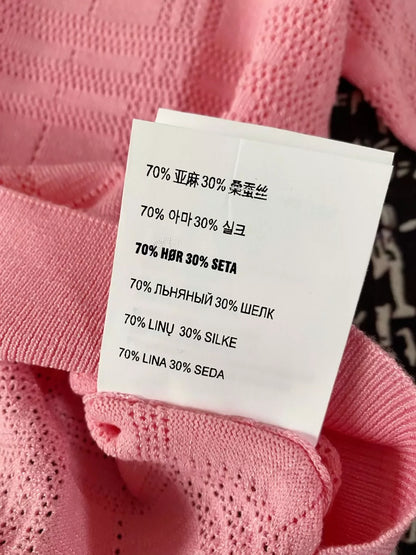 70% 亚麻 30% 桑蚕丝
70% 아마 30% 실크
70% HØR 30% SETA
70% ЛЬНЯНЫЙ 30% ШЕЛК
70% LINŲ 30% SILKE
70% LINA 30% SEDA